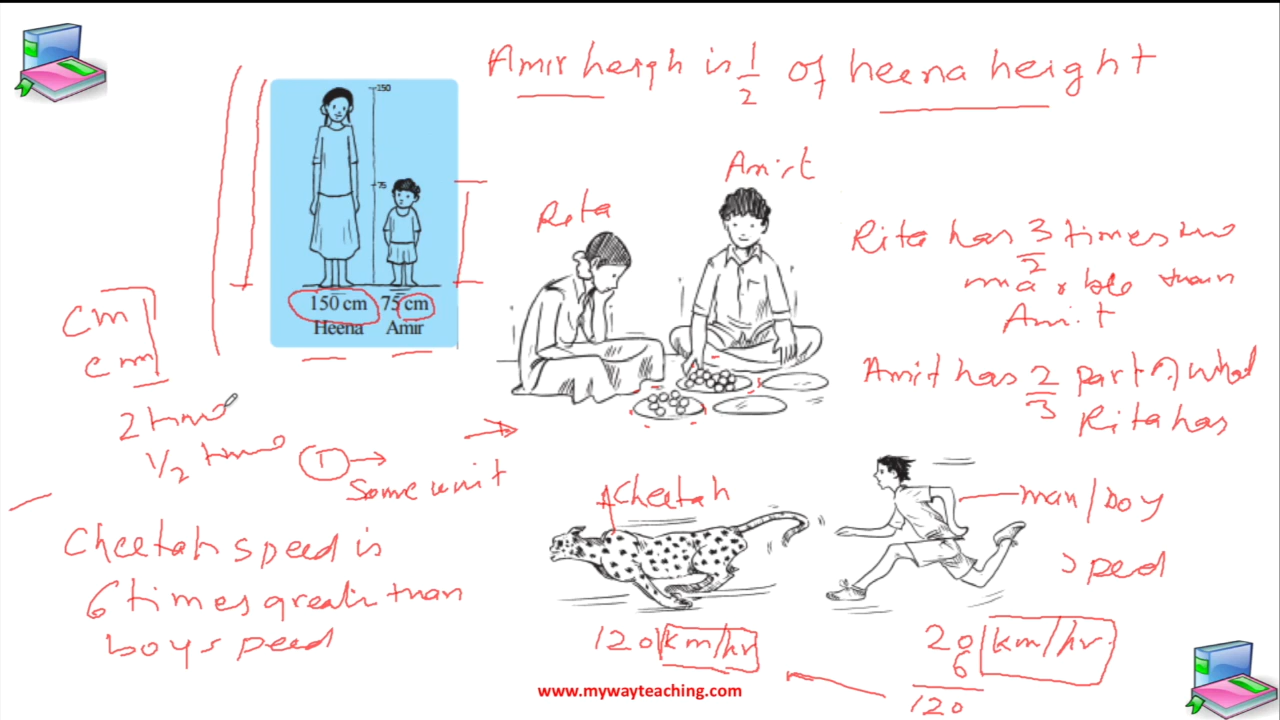 Amir heigh is 1/2 of heena height
150
75
150 cm 75 cm
Heena Amir
cm
cm
2 times
1/2 times
1
Some unit
Rita
Amit
Rita has 3/2 times
marble than
Amit
Amit has 2/3 part of what
Rita has
Cheetah speed is
6 times greater than
boy speed
Cheetah
man/boy
speed
120 km/hr
20 km/hr.
6
120
www.mywayteaching.com